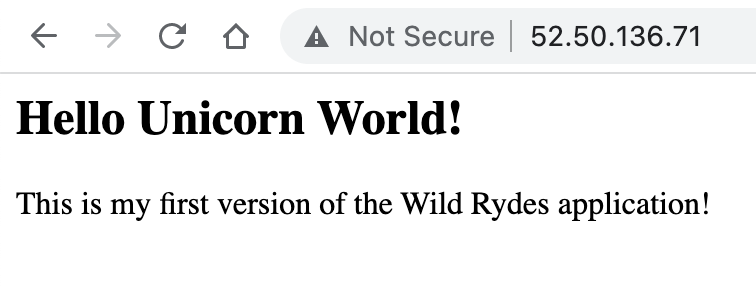 Not Secure | 52.50.136.71
Hello Unicorn World!
This is my first version of the Wild Rydes application!